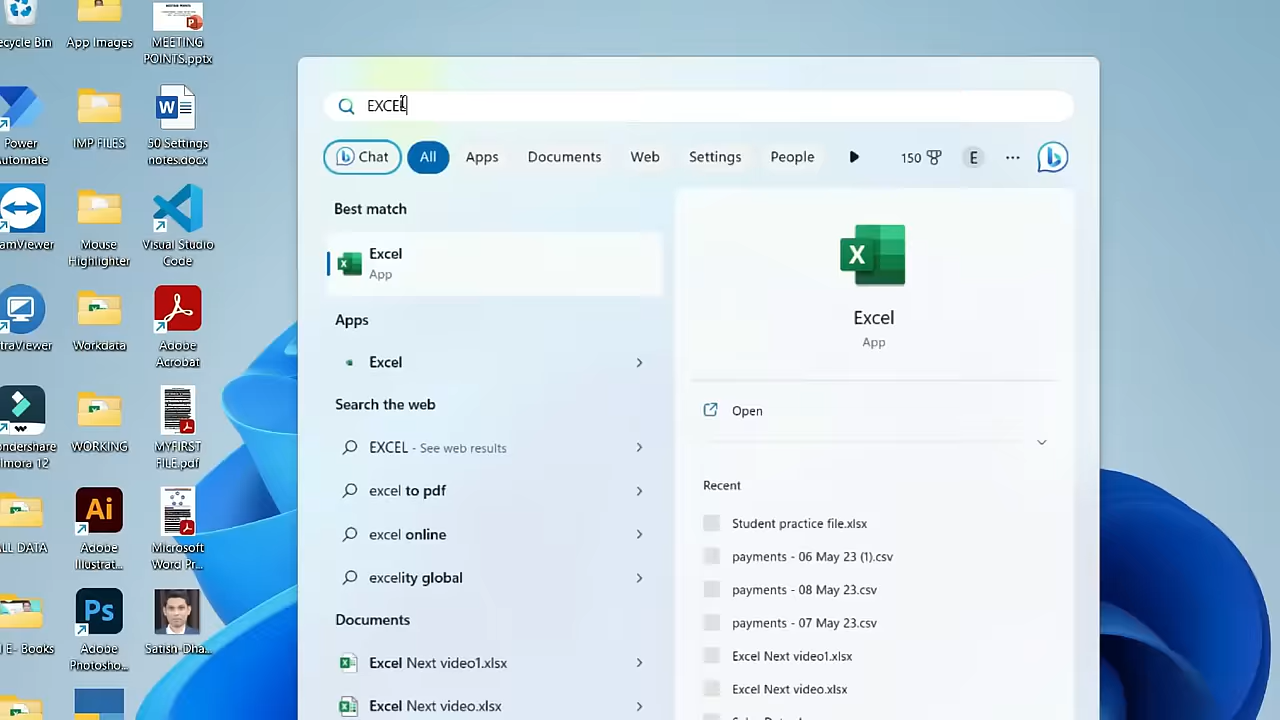 ecycle Bin
App Images
MEETING
POINTS.pptx
Power
Automate
IMP FILES
50 Settings
notes.docx
amViewer
Mouse
Highlighter
Visual Studio
Code
traViewer
Workdata
Adobe
Acrobat
ondershare
lmora 12
WORKING
MYFIRST
FILE.pdf
LL DATA
Ai
Adobe
Illustrat...
Microsoft
Word Pr...
E- Books
Ps
Adobe
Photosho...
Satish-Dha...
EXCEL
Chat
All
Apps
Documents
Web
Settings
People
150
E
Best match
Excel
App
Apps
Excel
Search the web
EXCEL - See web results
excel to pdf
excel online
excelity global
Documents
Excel Next video1.xlsx
Excel Next video.xlsx
Excel
App
Open
Recent
Student practice file.xlsx
payments - 06 May 23 (1).csv
payments - 08 May 23.csv
payments - 07 May 23.csv
Excel Next video1.xlsx
Excel Next video.xlsx